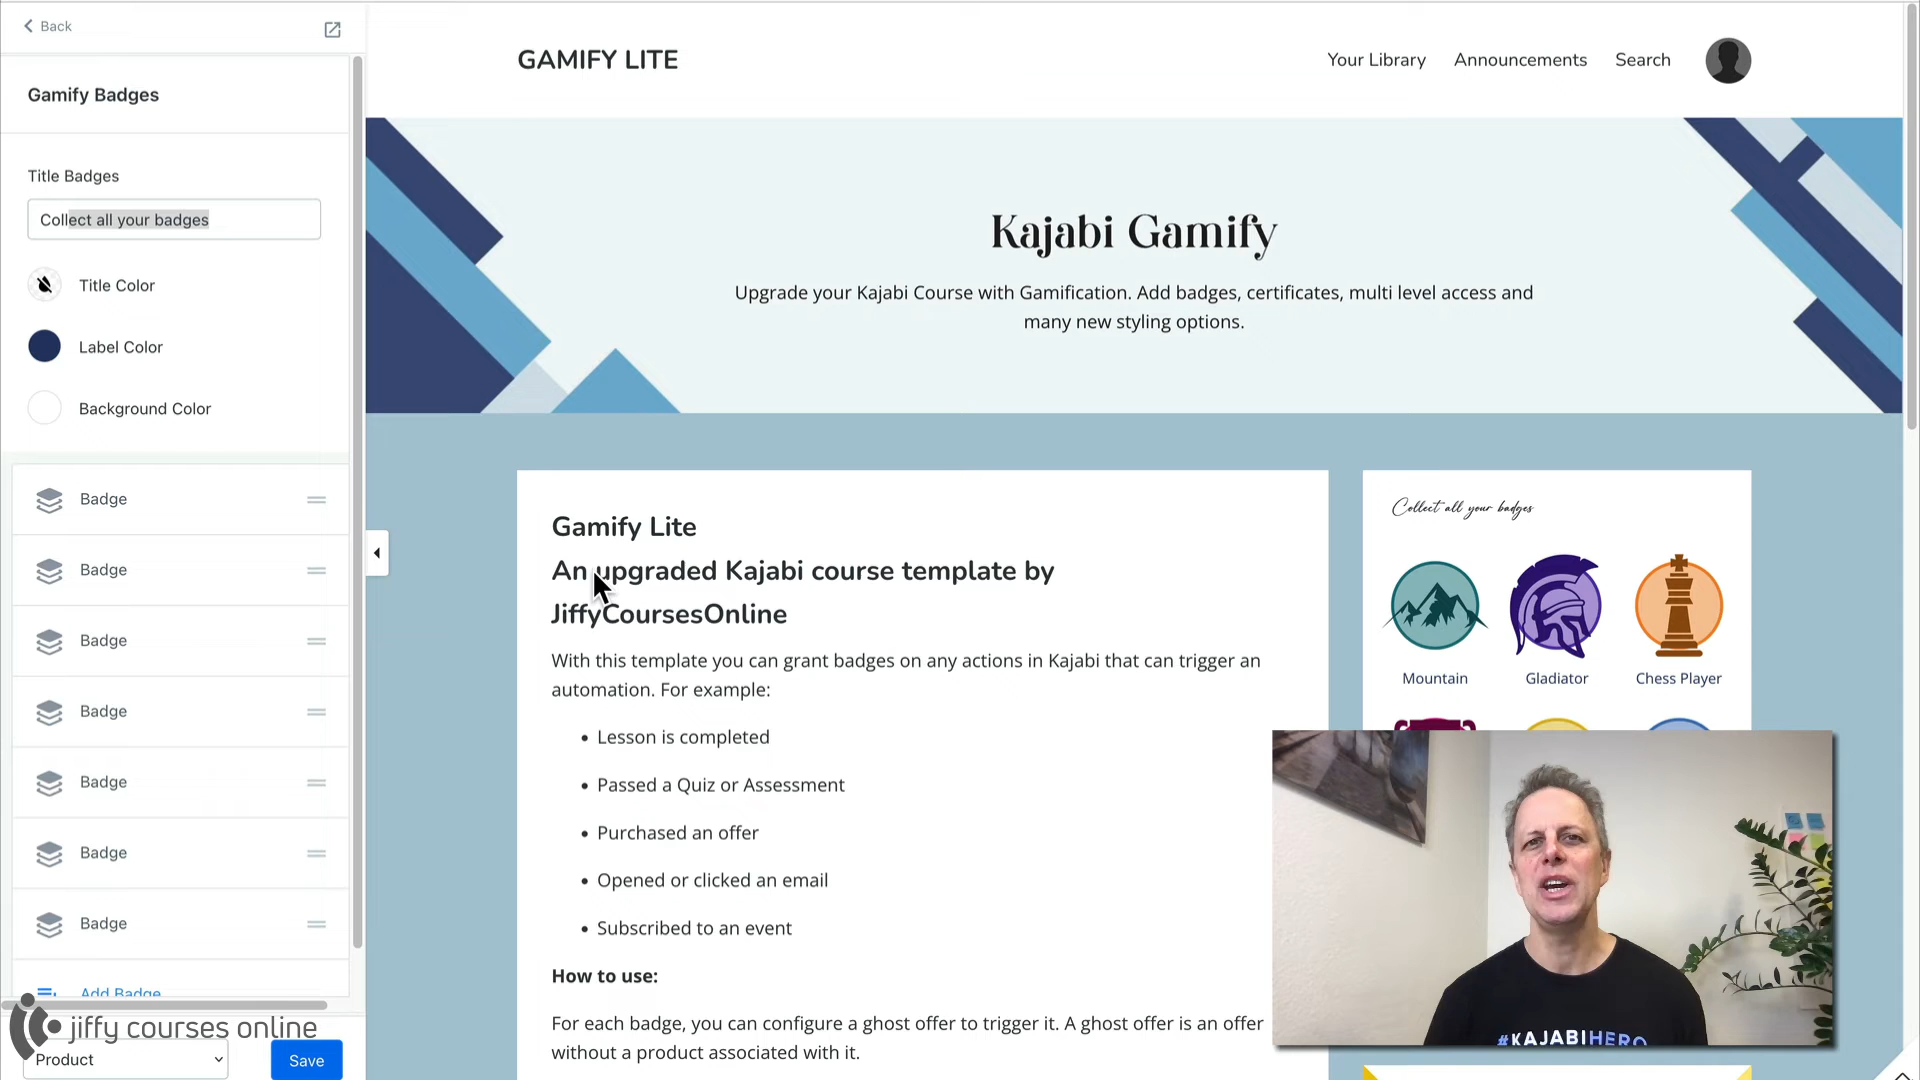 Back
Gamify Badges
Title Badges
Collect all your badges
Title Color
Label Color
Background Color
Badge
Badge
Badge
Badge
Badge
Badge
Badge
Add Badge
jiffy courses online
Product
Save
GAMIFY LITE
Your Library
Announcements
Search
Kajabi Gamify
Upgrade your Kajabi Course with Gamification. Add badges, certificates, multi level access and
many new styling options.
Gamify Lite
An upgraded Kajabi course template by
JiffyCoursesOnline
With this template you can grant badges on any actions in Kajabi that can trigger an
automation. For example:
• Lesson is completed
• Passed a Quiz or Assessment
• Purchased an offer
• Opened or clicked an email
• Subscribed to an event
How to use:
For each badge, you can configure a ghost offer to trigger it. A ghost offer is an offer
without a product associated with it.
Collect all your badges
Mountain
Gladiator
Chess Player
#KAJABIHERO